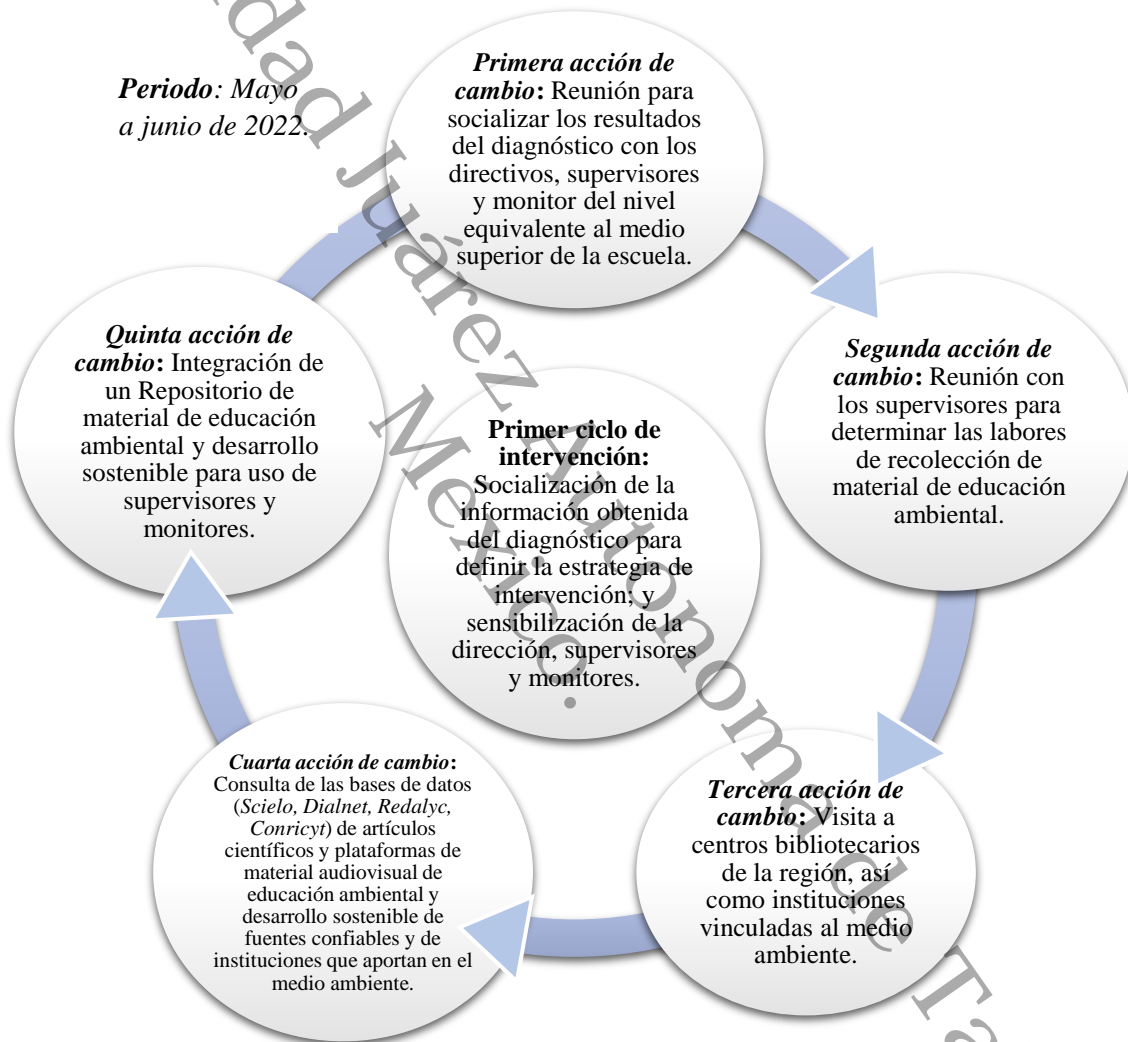 Periodo: Mayo
a junio de 2022.
Primera acción de
cambio: Reunión para
socializar los resultados
del diagnóstico con los
directivos, supervisores
y monitor del nivel
equivalente al medio
superior de la escuela.
Segunda acción de
cambio: Reunión con
los supervisores para
determinar las labores
de recolección de
material de educación
ambiental.
Tercera acción de
cambio: Visita a
centros bibliotecarios
de la región, así
como instituciones
vinculadas al medio
ambiente.
Cuarta acción de cambio:
Consulta de las bases de datos
(Scielo, Dialnet, Redalyc,
Conricyt) de artículos
científicos y plataformas de
material audiovisual de
educación ambiental y
desarrollo sostenible de
fuentes confiables y de
instituciones que aportan en el
medio ambiente.
Quinta acción de
cambio: Integración de
un Repositorio de
material de educación
ambiental y desarrollo
sostenible para uso de
supervisores y
monitores.
Primer ciclo de
intervención:
Socialización de la
información obtenida
del diagnóstico para
definir la estrategia de
intervención; y
sensibilización de la
dirección, supervisores
y monitores.
dad Juárez Autonoma de Ta
Mexico.